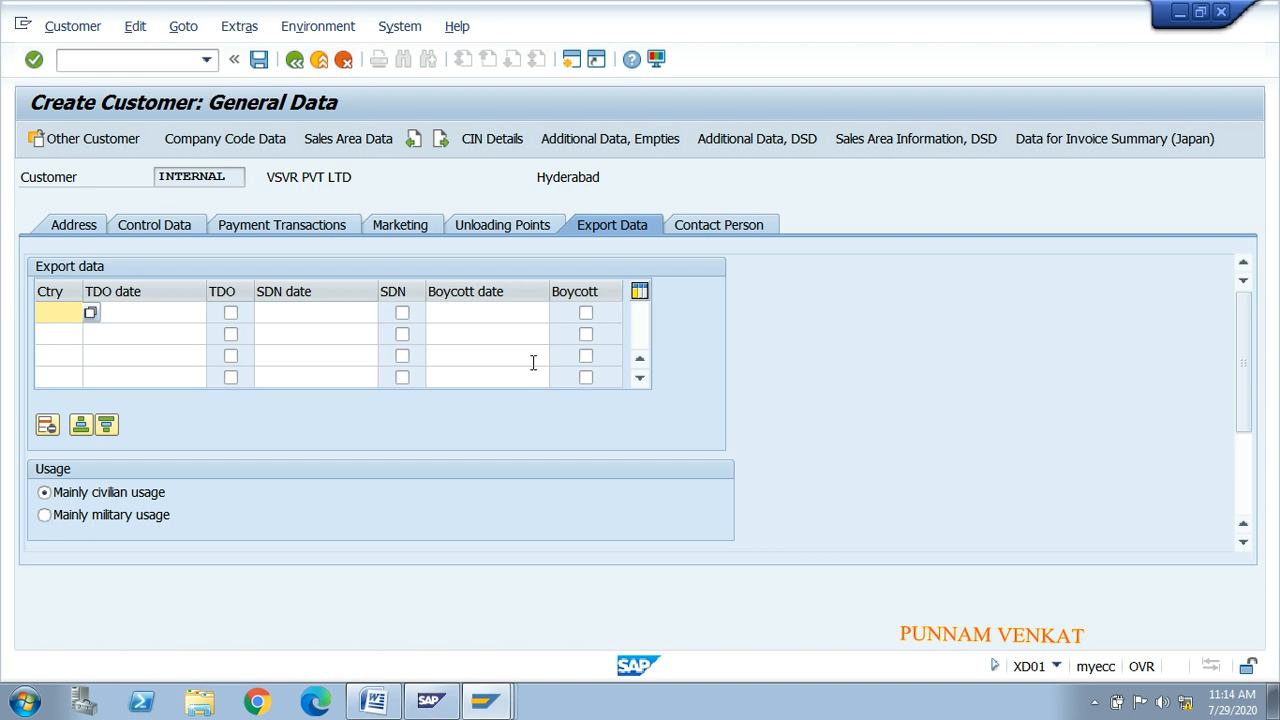 Customer Edit Goto Extras Environment System Help
Create Customer: General Data
Other Customer Company Code Data Sales Area Data CIN Details Additional Data, Empties Additional Data, DSD Sales Area Information, DSD Data for Invoice Summary (Japan)
Customer INTERNAL VSVR PVT LTD Hyderabad
Address Control Data Payment Transactions Marketing Unloading Points Export Data Contact Person
Export data
Ctry TDO date TDO SDN date SDN Boycott date Boycott
Usage
Mainly civilian usage
Mainly military usage
PUNNAM VENKAT
SAP XD01 myecc OVR
SAP 11:14 AM
7/29/2020